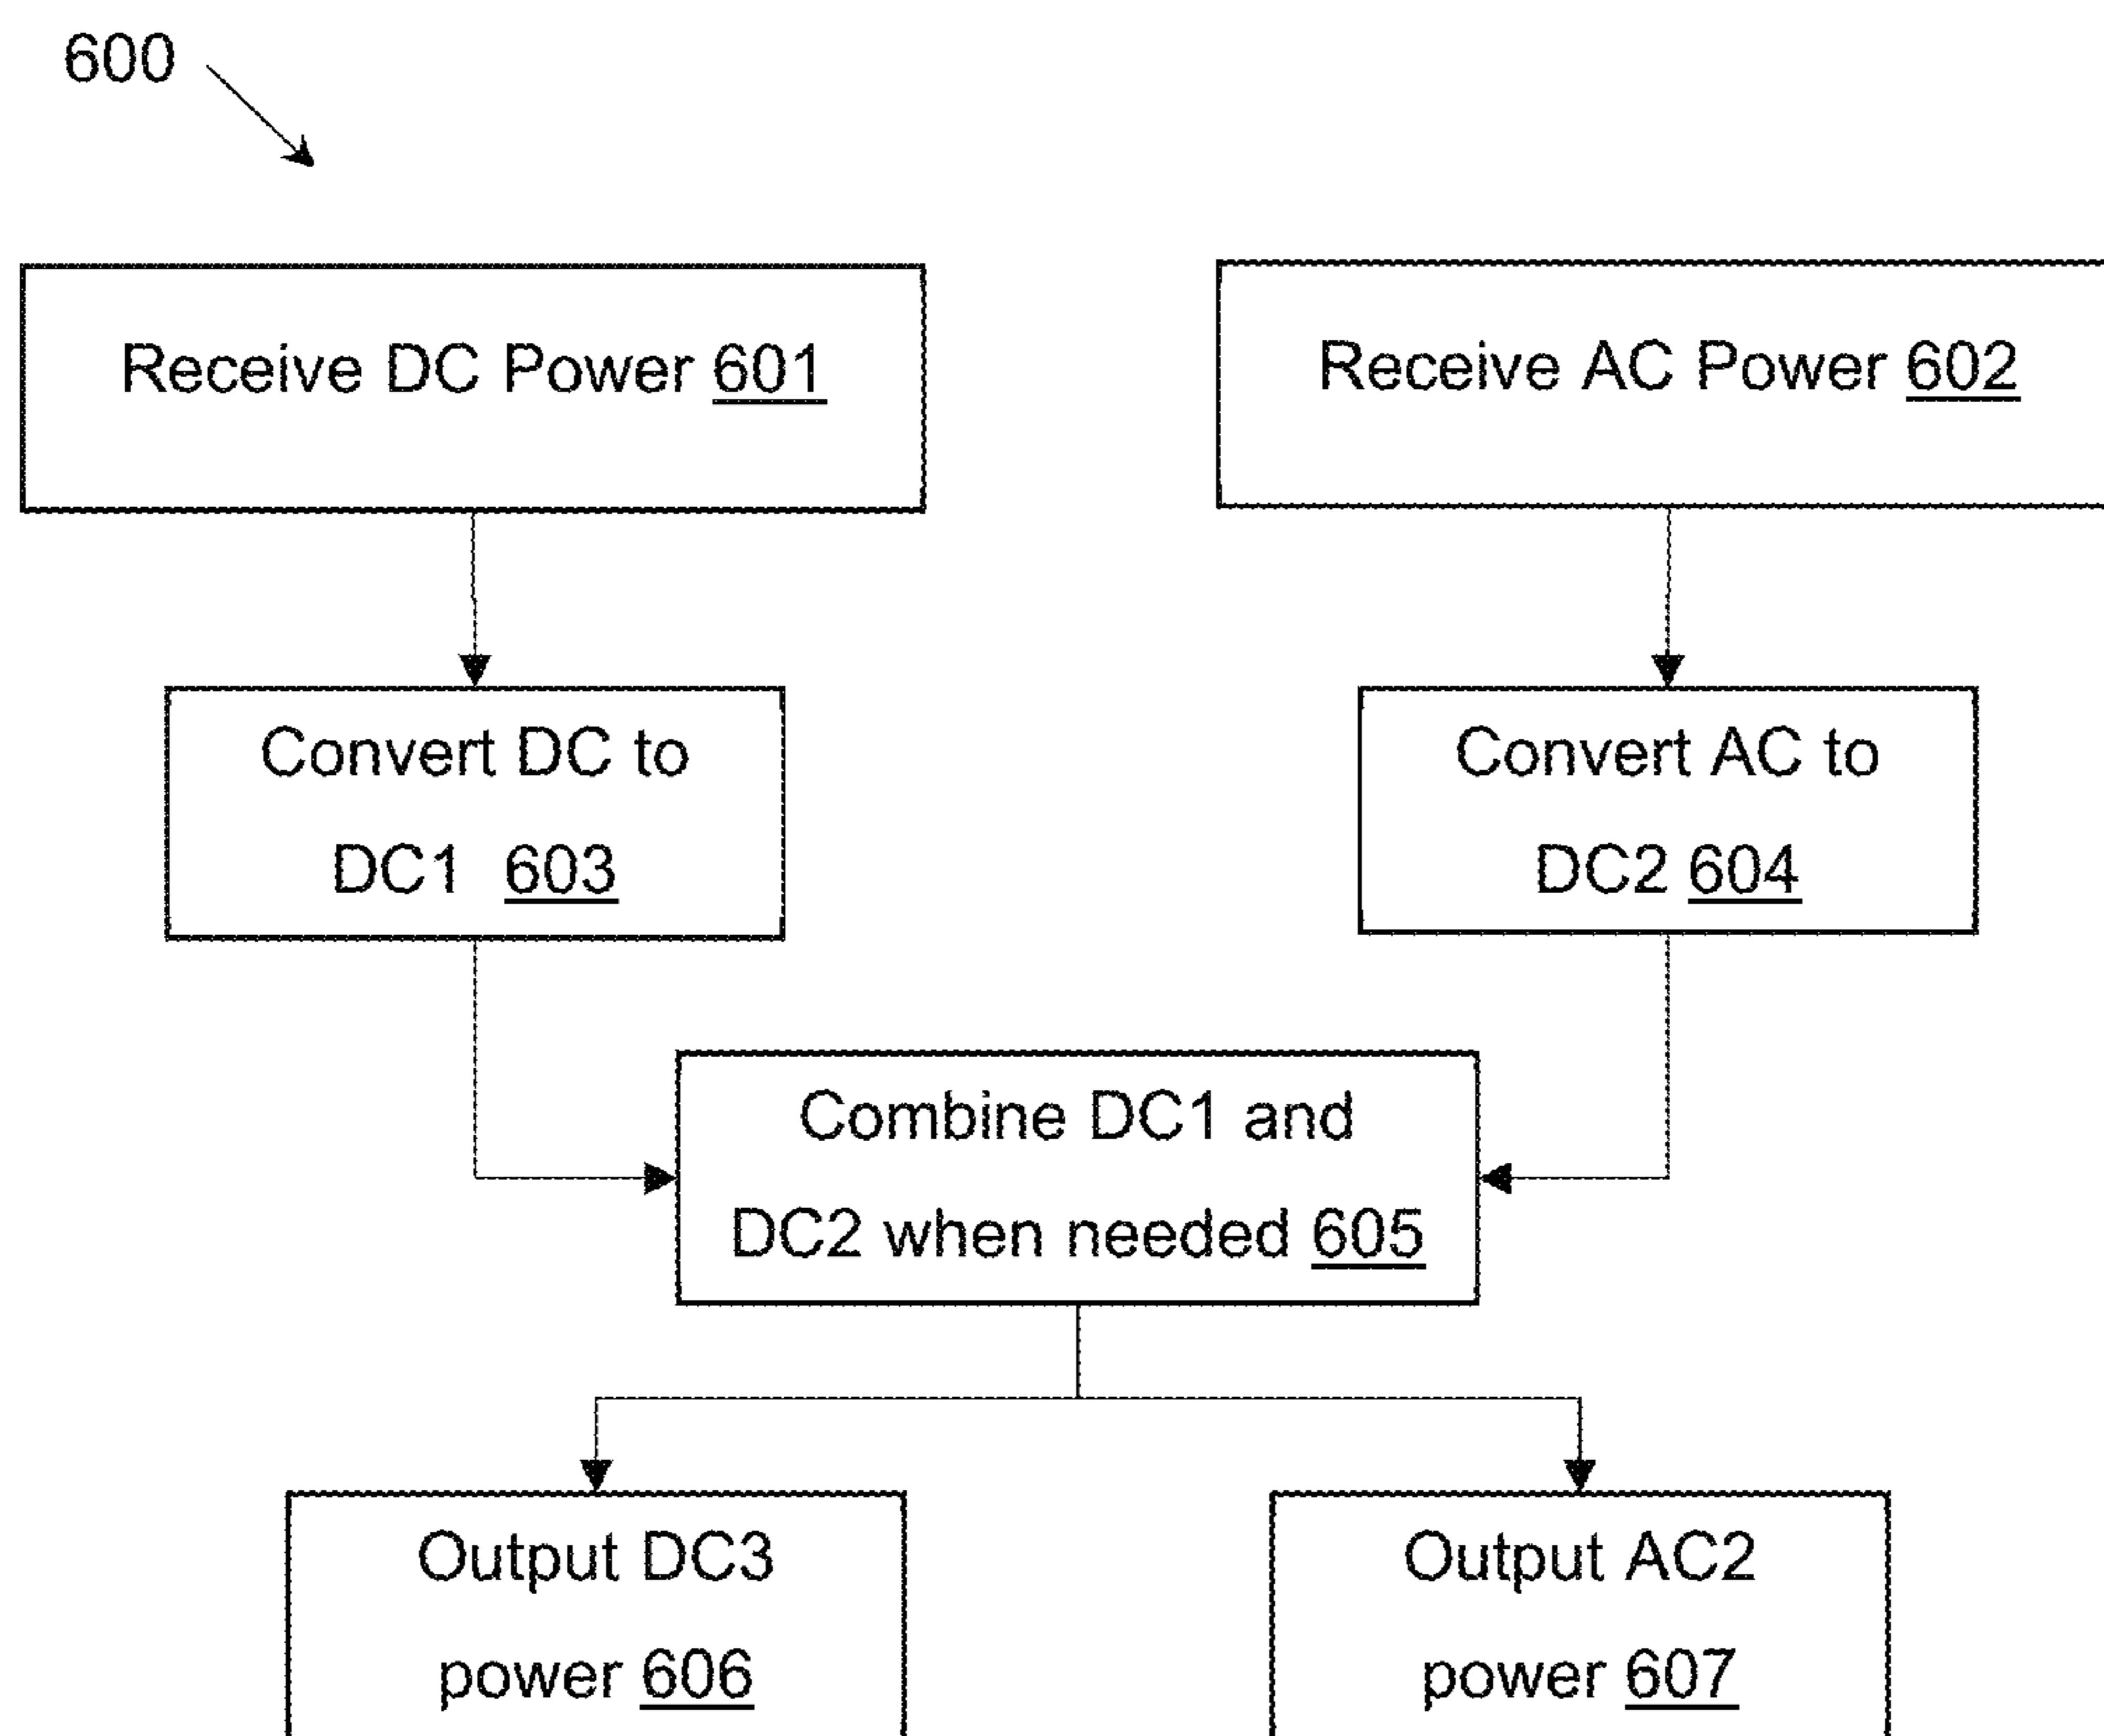 600
Receive DC Power 601
Receive AC Power 602
Convert DC to
DC1 603
Convert AC to
DC2 604
Combine DC1 and
DC2 when needed 605
Output DC3
power 606
Output AC2
power 607